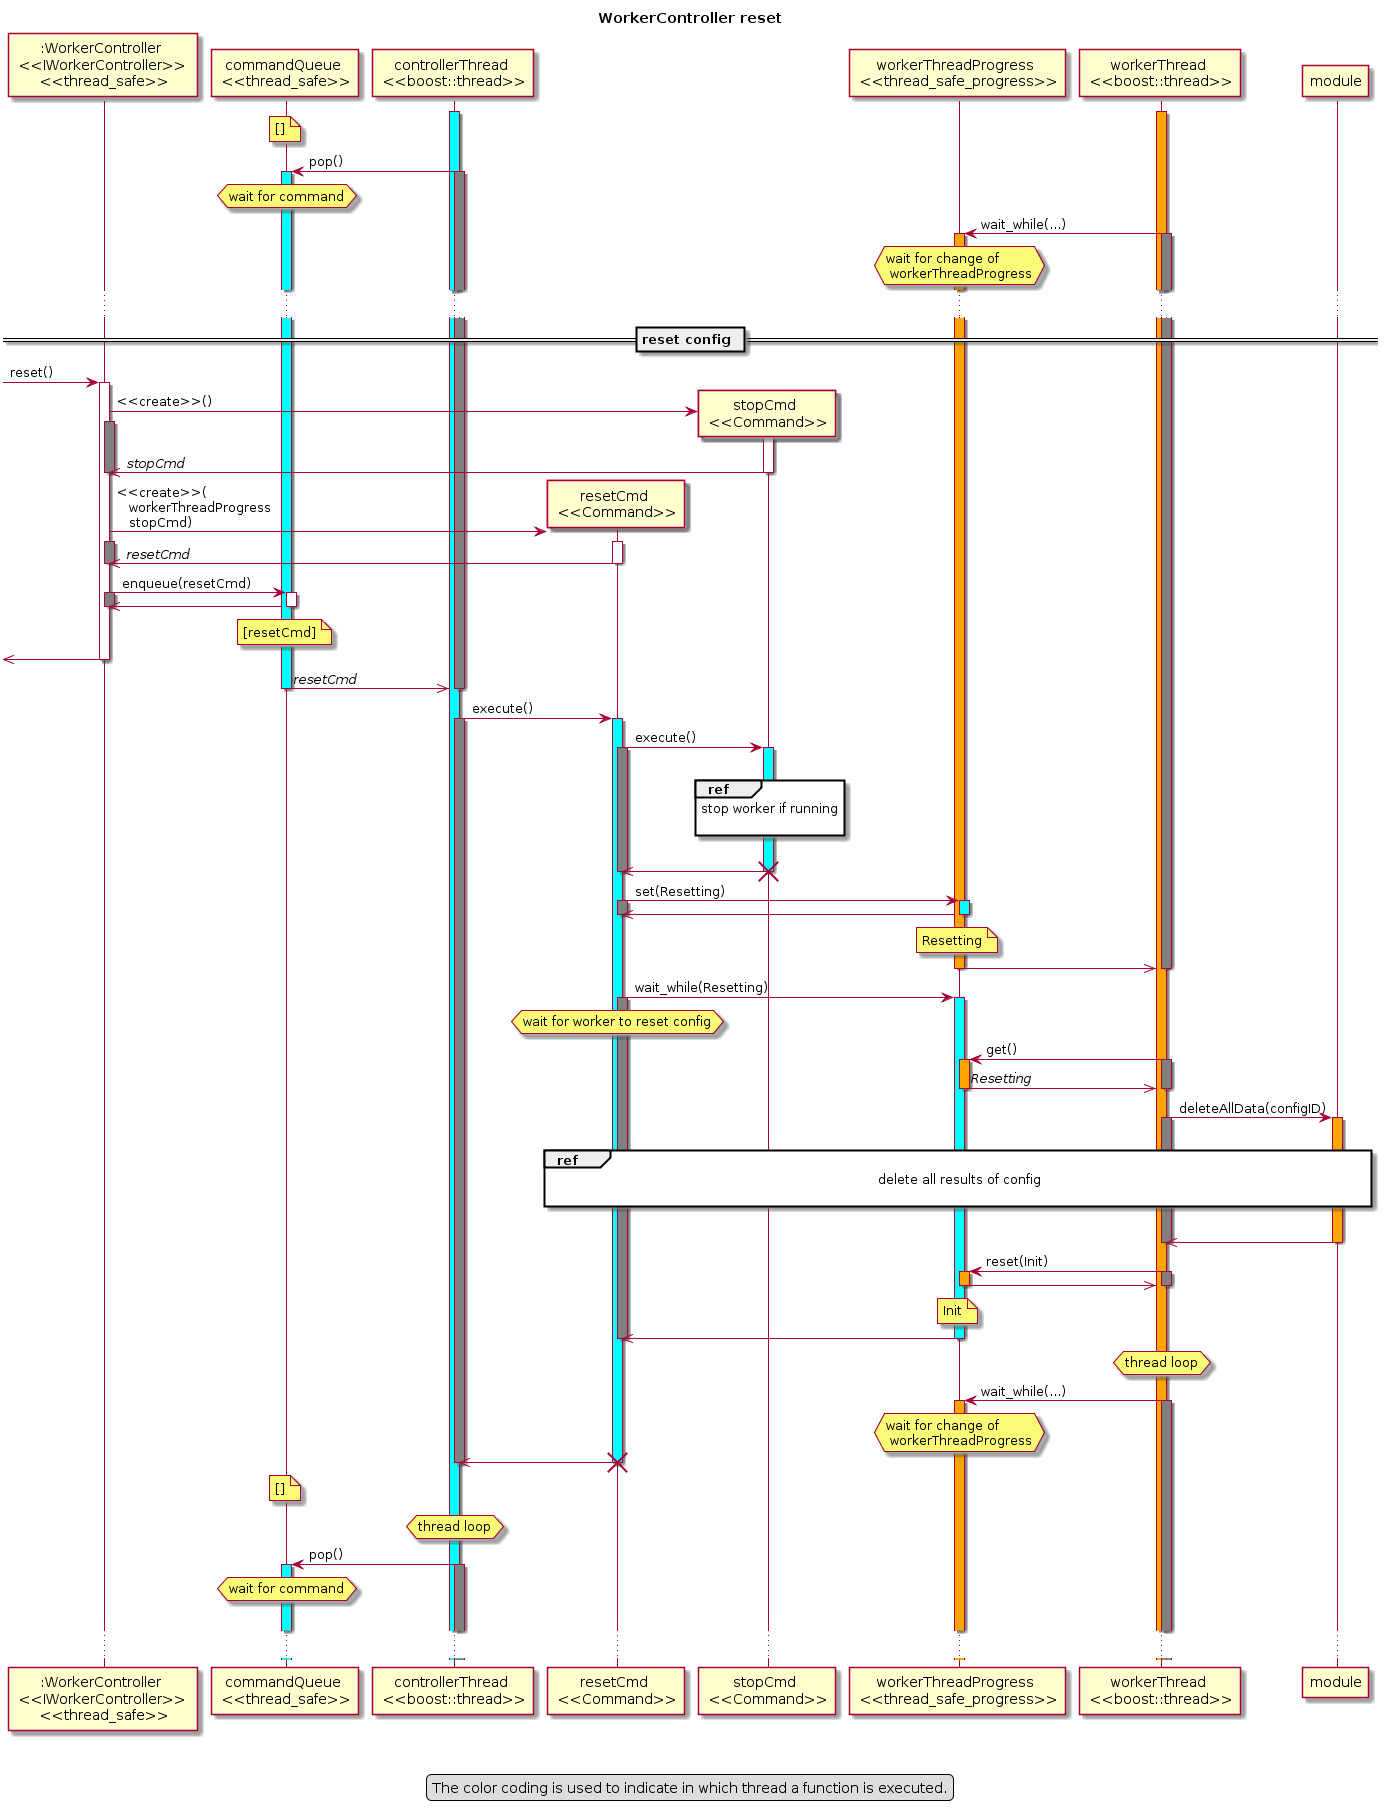 WorkerController reset
:WorkerController
<<IWorkerController>>
<<thread_safe>>
commandQueue
<<thread_safe>>
controllerThread
<<boost::thread>>
workerThreadProgress
<<thread_safe_progress>>
workerThread
<<boost::thread>>
module
[]
pop()
wait for command
wait_while(...)
wait for change of
workerThreadProgress
reset config
reset()
<<create>>()
stopCmd
<<Command>>
stopCmd
<<create>>(
workerThreadProgress
stopCmd)
resetCmd
<<Command>>
resetCmd
enqueue(resetCmd)
[resetCmd]
resetCmd
execute()
execute()
ref
stop worker if running
set(Resetting)
Resetting
wait_while(Resetting)
wait for worker to reset config
get()
Resetting
deleteAllData(configID)
ref
delete all results of config
reset(Init)
Init
thread loop
wait_while(...)
wait for change of
workerThreadProgress
[]
thread loop
pop()
wait for command
:WorkerController
<<IWorkerController>>
<<thread_safe>>
commandQueue
<<thread_safe>>
controllerThread
<<boost::thread>>
resetCmd
<<Command>>
stopCmd
<<Command>>
workerThreadProgress
<<thread_safe_progress>>
workerThread
<<boost::thread>>
module
The color coding is used to indicate in which thread a function is executed.